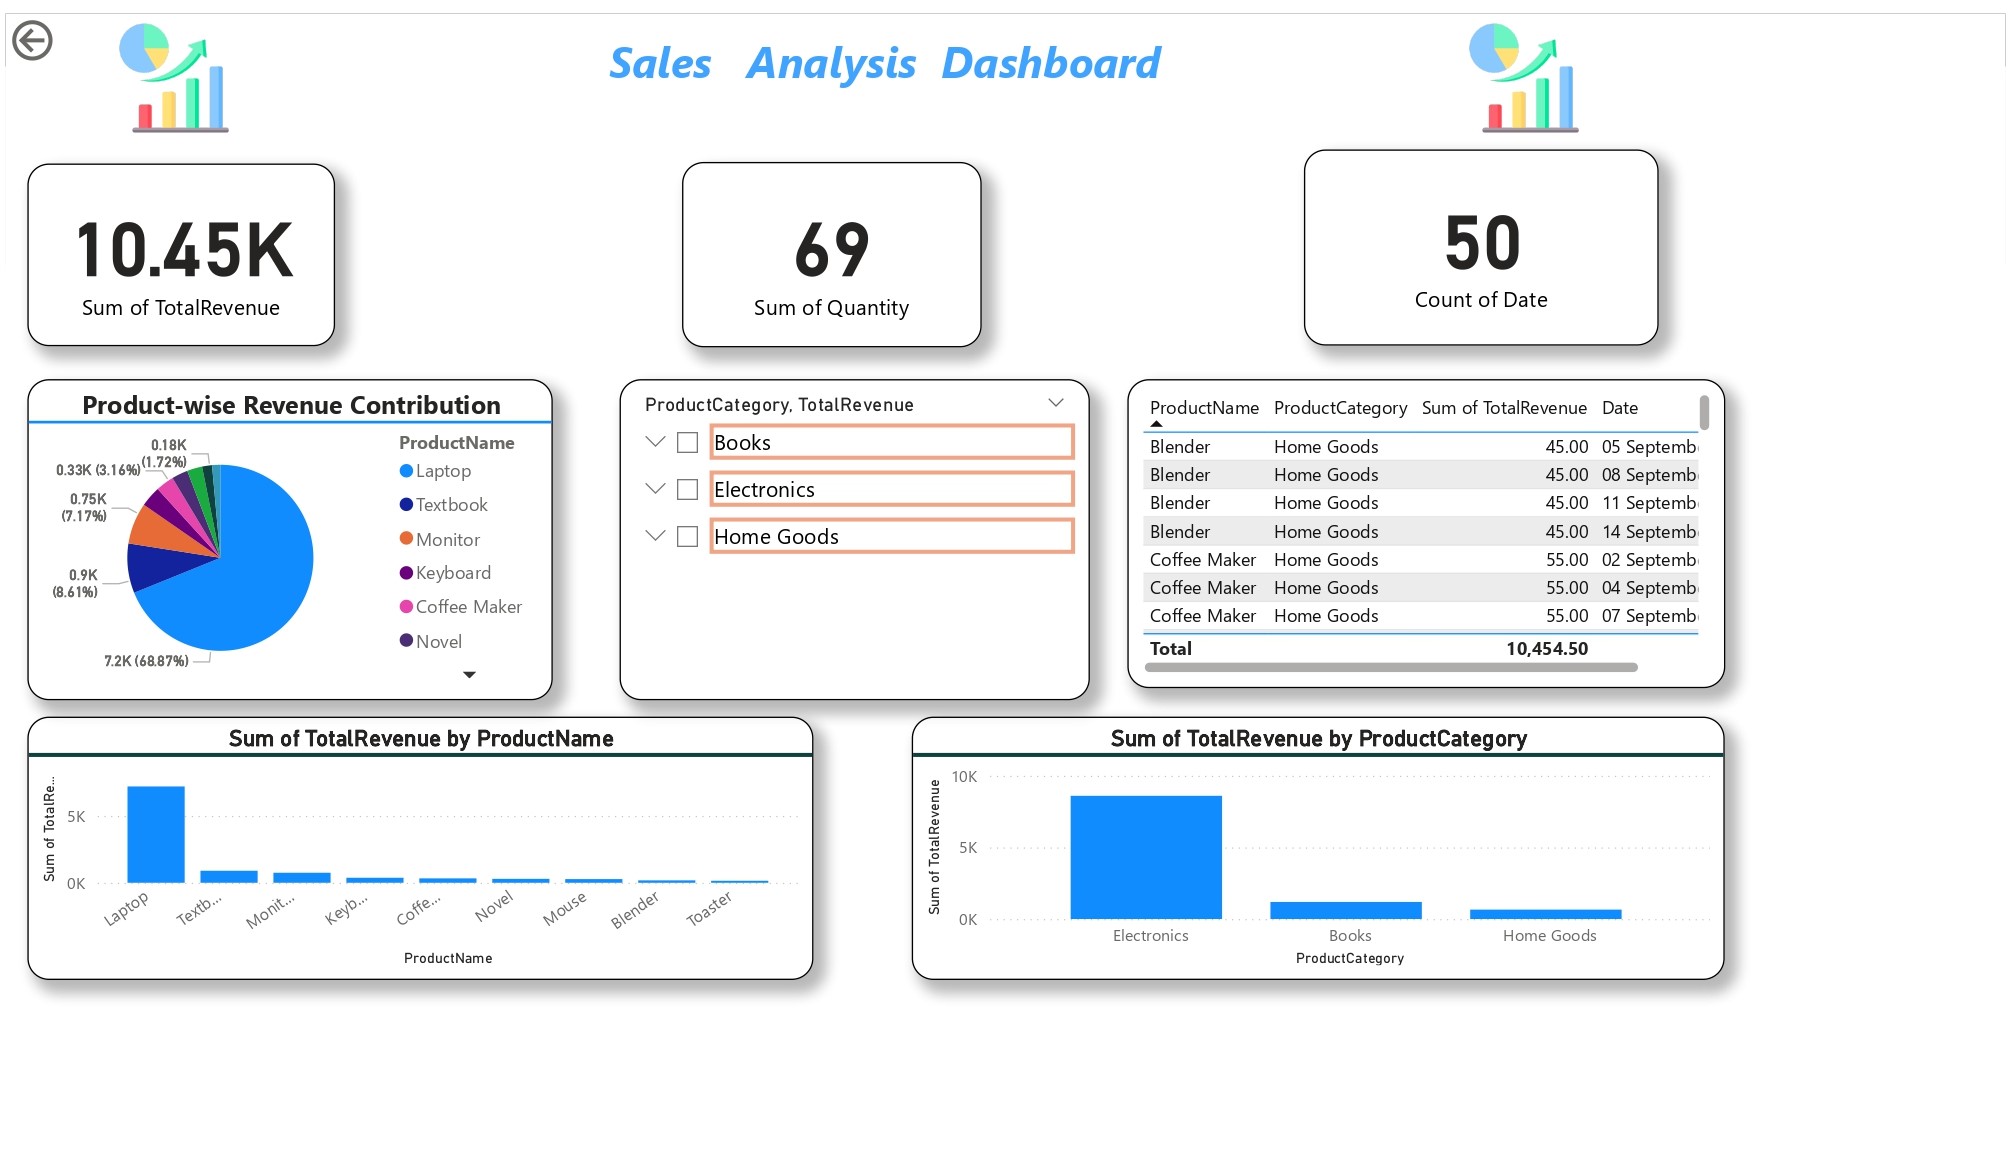 Sales Analysis Dashboard
10.45K
Sum of TotalRevenue
69
Sum of Quantity
50
Count of Date
Product-wise Revenue Contribution
0.18K
(1.72%)
0.33K (3.16%)
0.75K
(7.17%)
0.9K
(8.61%)
7.2K (68.87%)
ProductName
Laptop
Textbook
Monitor
Keyboard
Coffee Maker
Novel
ProductCategory, TotalRevenue
Books
Electronics
Home Goods
ProductName ProductCategory Sum of TotalRevenue Date
Blender Home Goods 45.00 05 Septemb
Blender Home Goods 45.00 08 Septemb
Blender Home Goods 45.00 11 Septemb
Blender Home Goods 45.00 14 Septemb
Coffee Maker Home Goods 55.00 02 Septemb
Coffee Maker Home Goods 55.00 04 Septemb
Coffee Maker Home Goods 55.00 07 Septemb
Total 10,454.50
Sum of TotalRevenue by ProductName
Sum of TotalRe...
5K
0K
Laptop Textb... Monit... Keyb... Coffe... Novel Mouse Blender Toaster
ProductName
Sum of TotalRevenue by ProductCategory
Sum of TotalRevenue
10K
5K
0K
Electronics Books Home Goods
ProductCategory